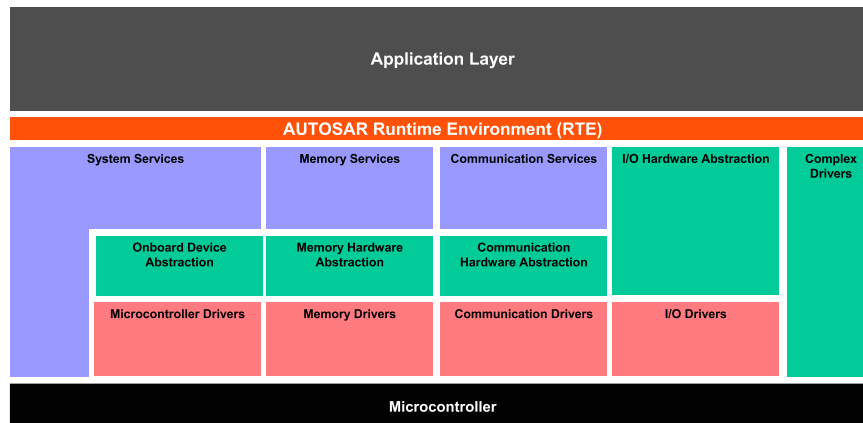 Application Layer
AUTOSAR Runtime Environment (RTE)
System Services
Memory Services
Communication Services
I/O Hardware Abstraction
Complex
Drivers
Onboard Device
Abstraction
Memory Hardware
Abstraction
Communication
Hardware Abstraction
Microcontroller Drivers
Memory Drivers
Communication Drivers
I/O Drivers
Microcontroller